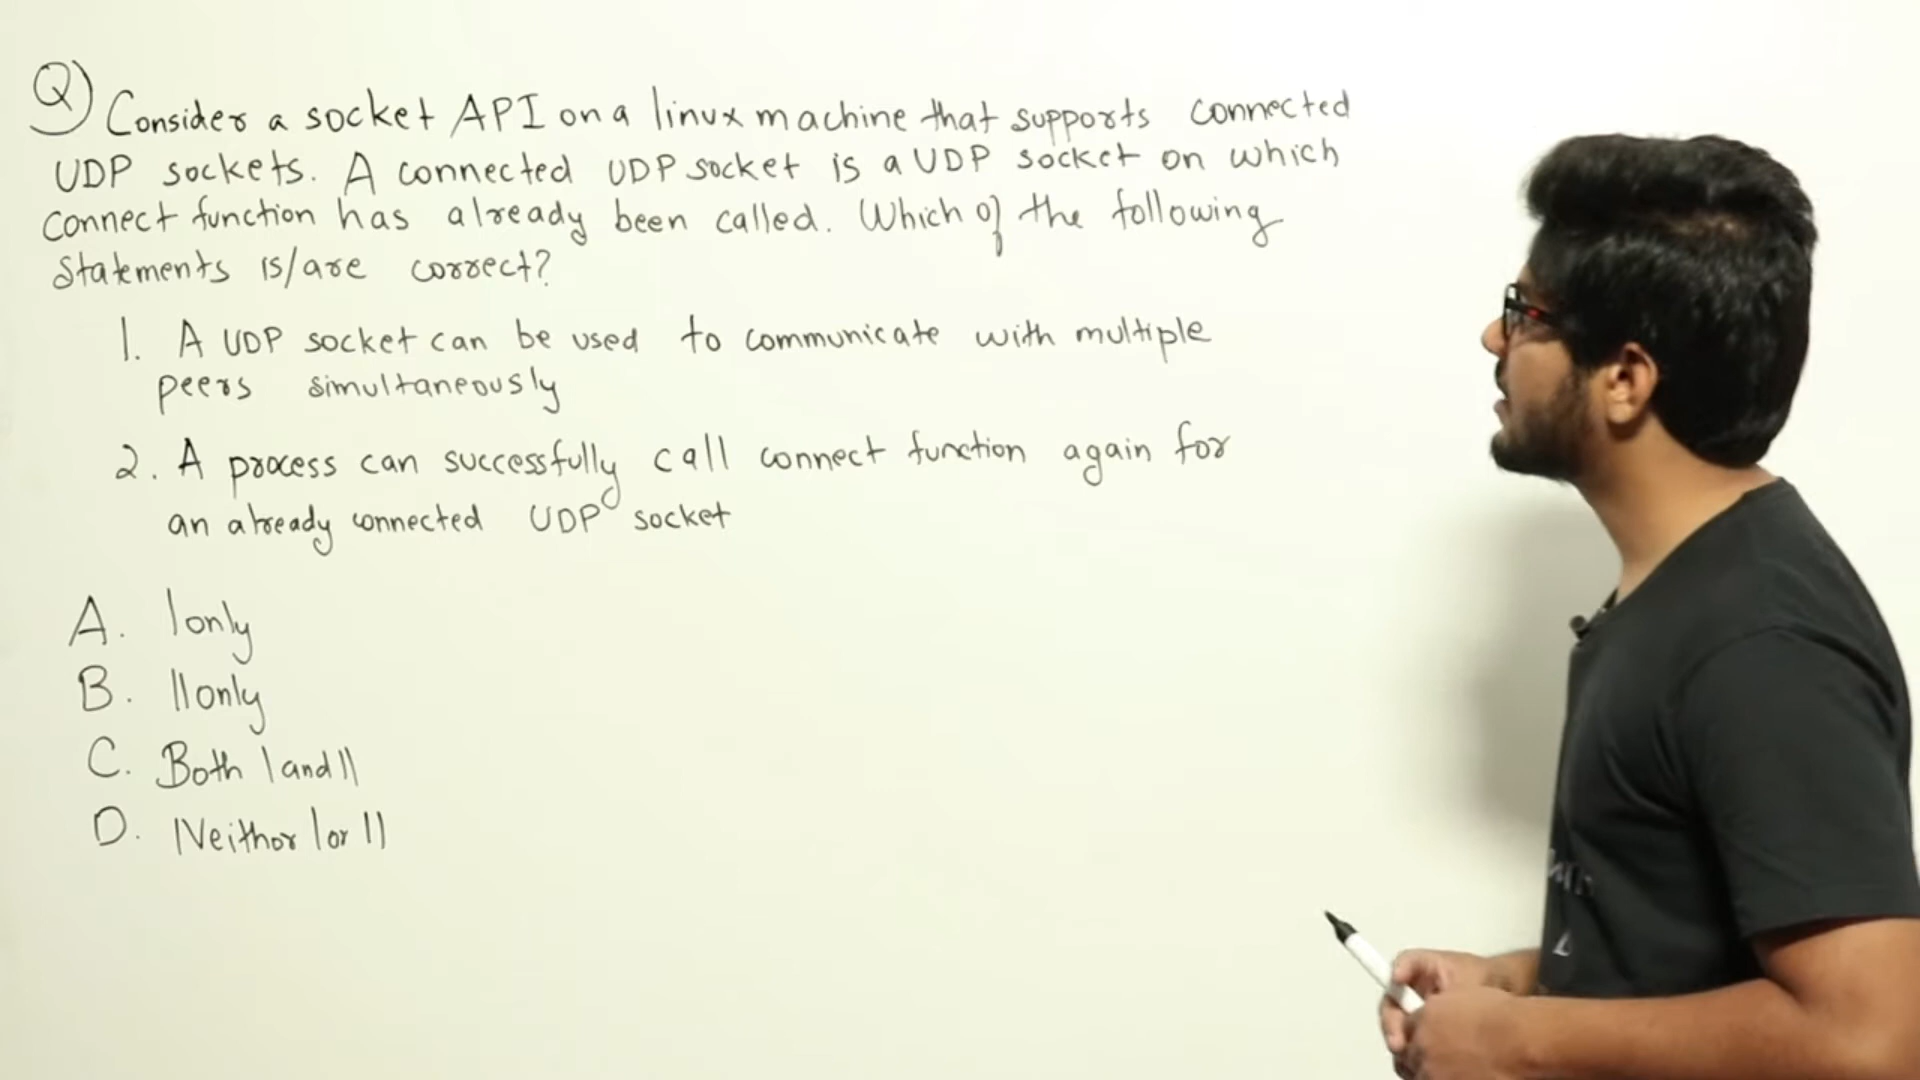 Q) Consider a socket API on a linux machine that supports connected
UDP sockets. A connected UDP socket is a UDP socket on which
connect function has already been called. Which of the following
statements is/are correct?
1. A UDP socket can be used to communicate with multiple
peers simultaneously
2. A process can successfully call connect function again for
an already connected UDP socket
A. I only
B. II only
C. Both I and II
D. Neithor I or II